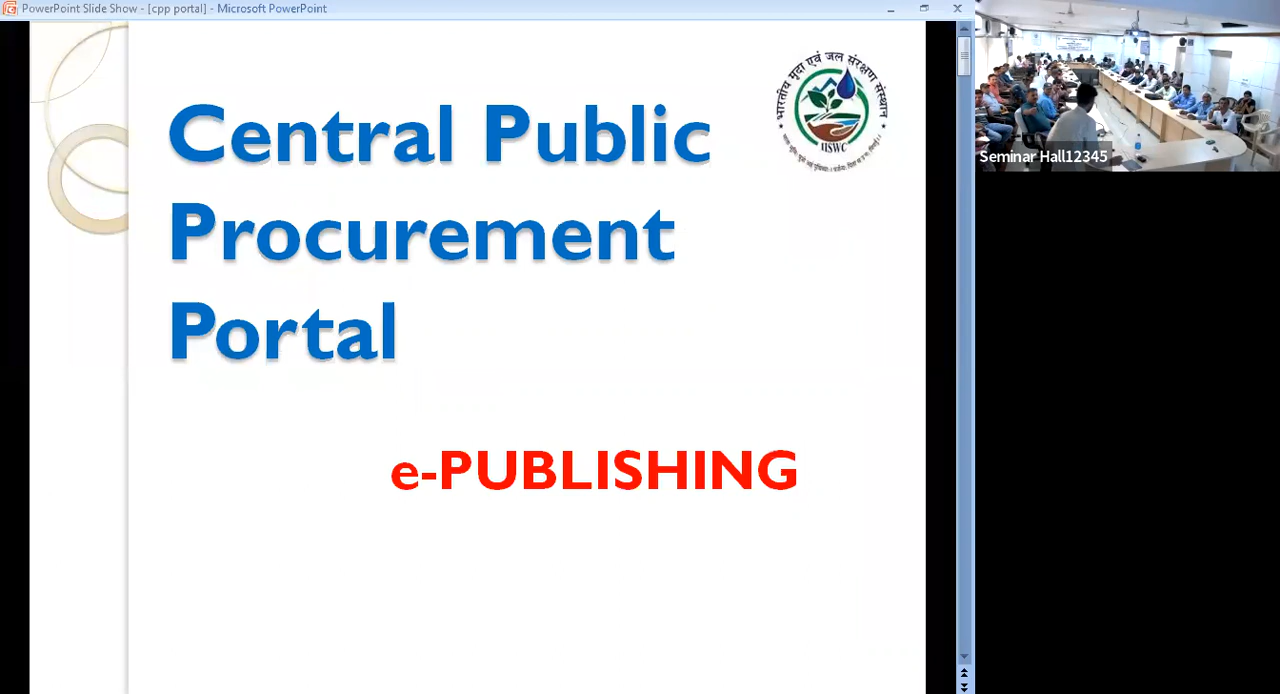 PowerPoint Slide Show - [cpp portal] - Microsoft PowerPoint
Central Public
Procurement
Portal
भारतीय मृदा एवं जल संरक्षण संस्थान
IISWC
e-PUBLISHING
Seminar Hall12345